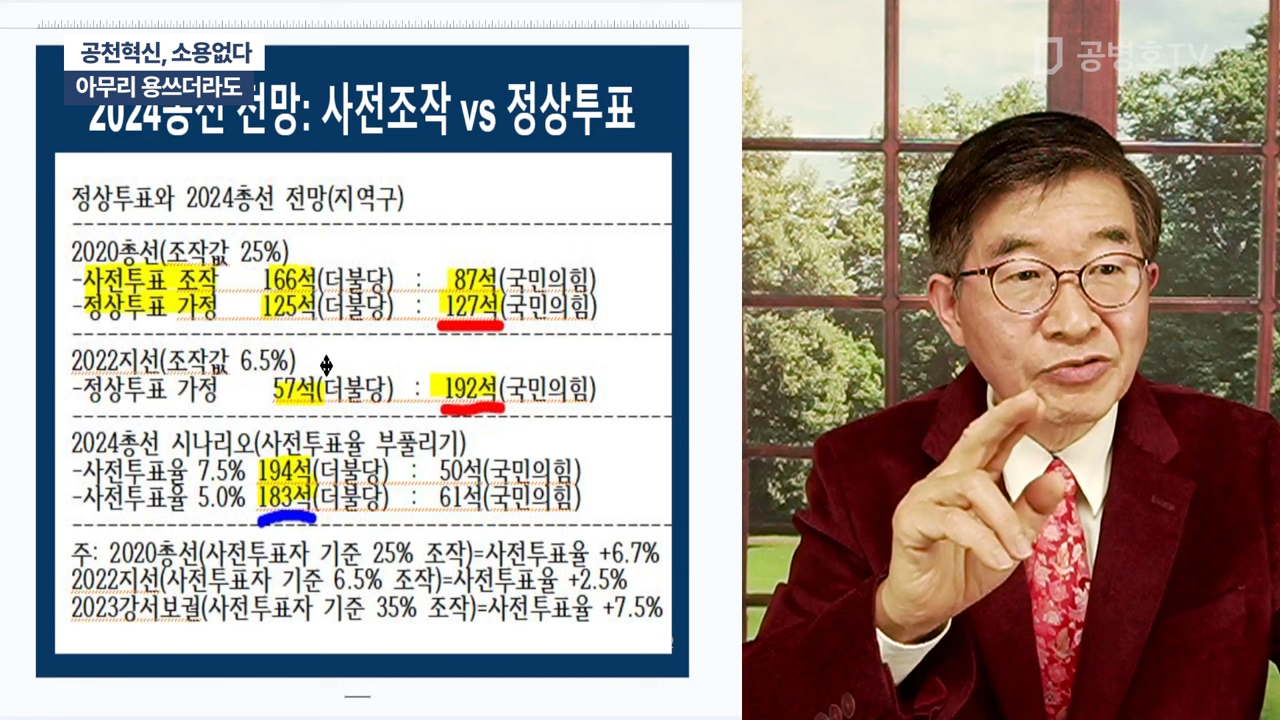 공천혁신, 소용없다
아무리 용쓰더라도
공병호TV
2024총선 전망: 사전조작 vs 정상투표
정상투표와 2024총선 전망(지역구)
2020총선(조작값 25%)
-사전투표 조작 166석(더불당) : 87석(국민의힘)
-정상투표 가정 125석(더불당) : 127석(국민의힘)
2022지선(조작값 6.5%)
-정상투표 가정 57석(더불당) : 192석(국민의힘)
2024총선 시나리오(사전투표율 부풀리기)
-사전투표율 7.5% 194석(더불당) : 50석(국민의힘)
-사전투표율 5.0% 183석(더불당) : 61석(국민의힘)
주: 2020총선(사전투표자 기준 25% 조작)=사전투표율 +6.7%
2022지선(사전투표자 기준 6.5% 조작)=사전투표율 +2.5%
2023강서보궐(사전투표자 기준 35% 조작)=사전투표율 +7.5%